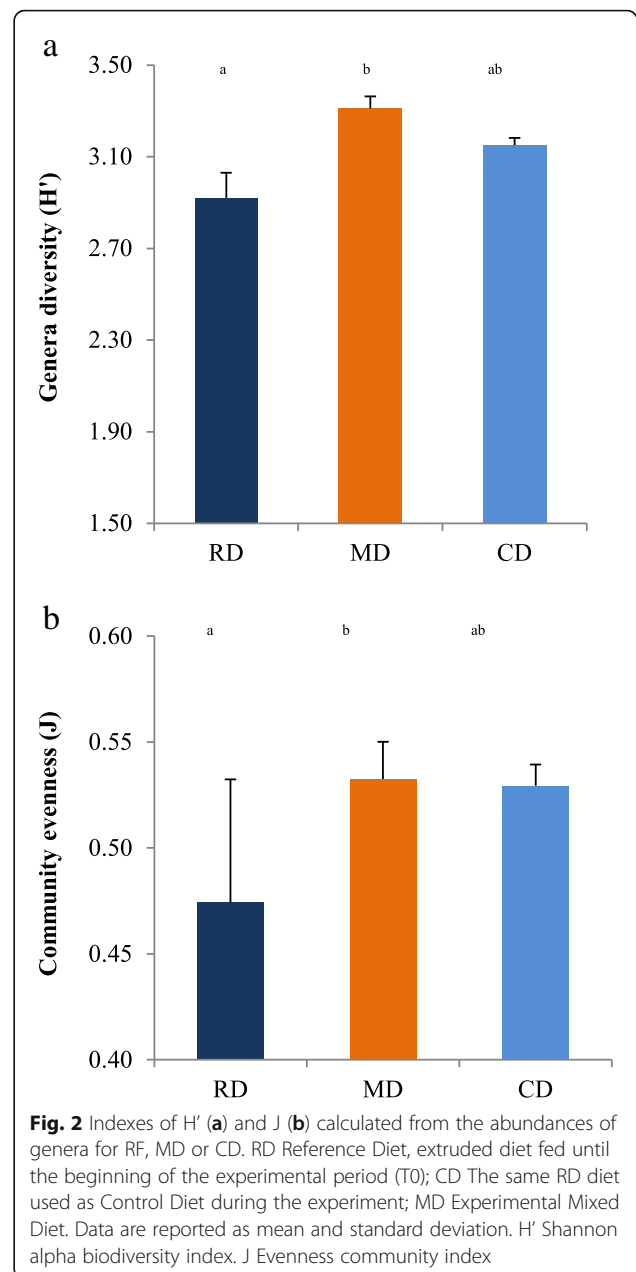 a
3.50
3.10
2.70
2.30
1.90
1.50
Genera diversity (H')
a b ab
RD MD CD
b
0.60
0.55
0.50
0.45
0.40
Community evenness (J)
a b ab
RD MD CD
Fig. 2 Indexes of H' (a) and J (b) calculated from the abundances of
genera for RF, MD or CD. RD Reference Diet, extruded diet fed until
the beginning of the experimental period (T0); CD The same RD diet
used as Control Diet during the experiment; MD Experimental Mixed
Diet. Data are reported as mean and standard deviation. H' Shannon
alpha biodiversity index. J Evenness community index